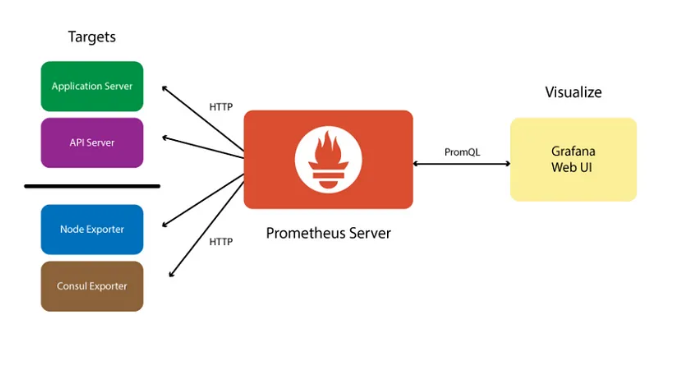 Targets
Application Server
API Server
Node Exporter
Consul Exporter
HTTP
HTTP
Prometheus Server
PromQL
Visualize
Grafana
Web UI